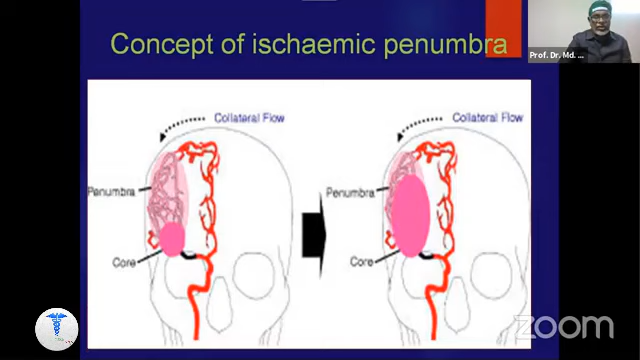 Concept of ischaemic penumbra
Prof. Dr. Md. ...
Collateral Flow
Collateral Flow
Penumbra
Penumbra
Core
Core
zoom